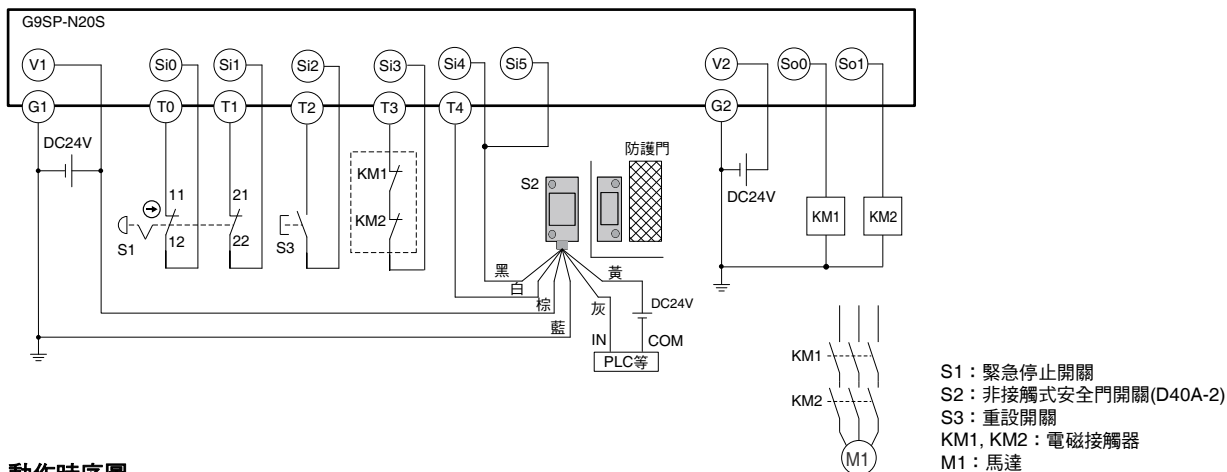 G9SP-N20S
V1 Si0 Si1 Si2 Si3 Si4 Si5 V2 So0 So1
G1 T0 T1 T2 T3 T4 G2
DC24V
防護門
KM1
S2
DC24V
11 21
KM2
KM1 KM2
S1 12 22 S3
黑 黃
白
棕 灰 DC24V
藍
IN COM
PLC等
KM1
KM2
M1
S1：緊急停止開關
S2：非接觸式安全門開關(D40A-2)
S3：重設開關
KM1, KM2：電磁接觸器
M1：馬達
動作時序圖